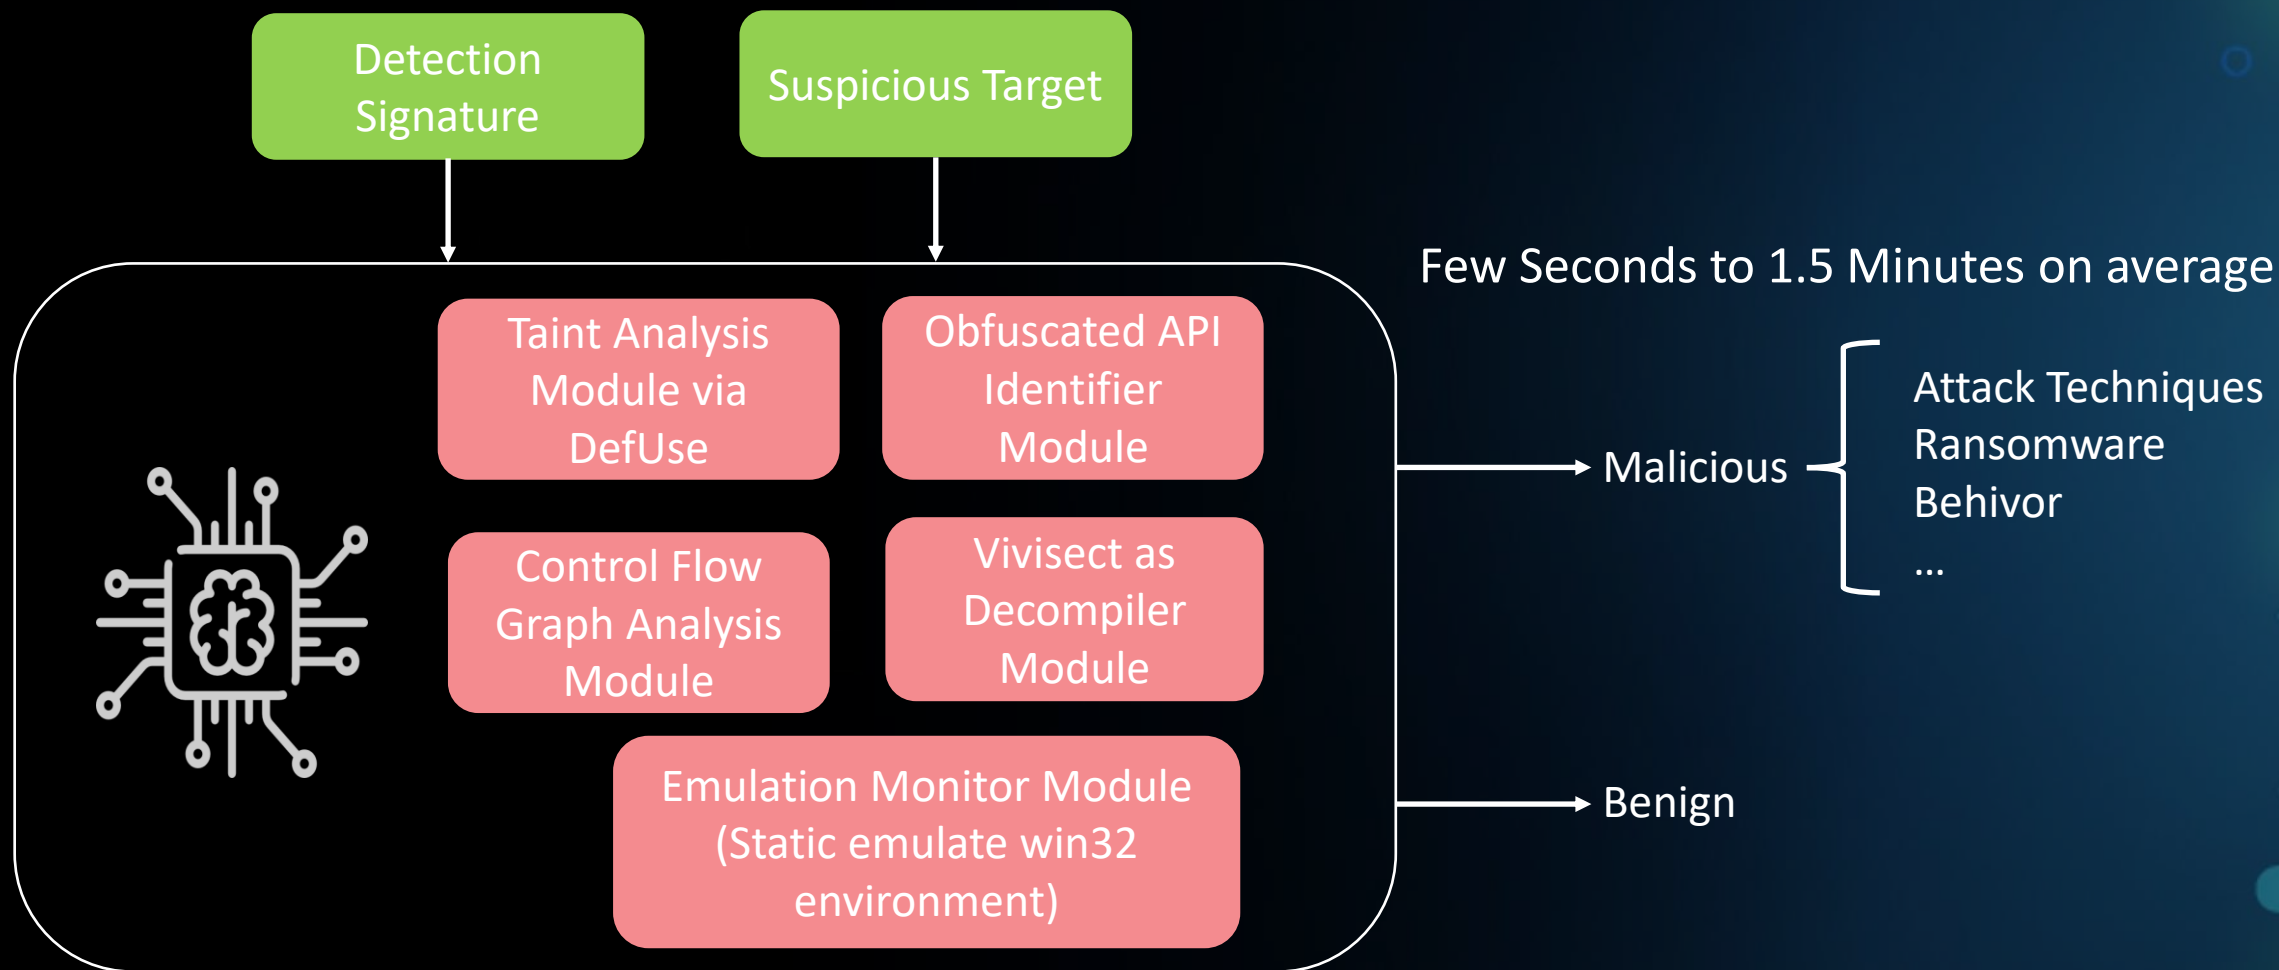 Detection
Signature
Suspicious Target
Few Seconds to 1.5 Minutes on average
Taint Analysis
Module via
DefUse
Obfuscated API
Identifier
Module
Control Flow
Graph Analysis
Module
Vivisect as
Decompiler
Module
Emulation Monitor Module
(Static emulate win32
environment)
Malicious
Attack Techniques
Ransomware
Behivor
...
Benign